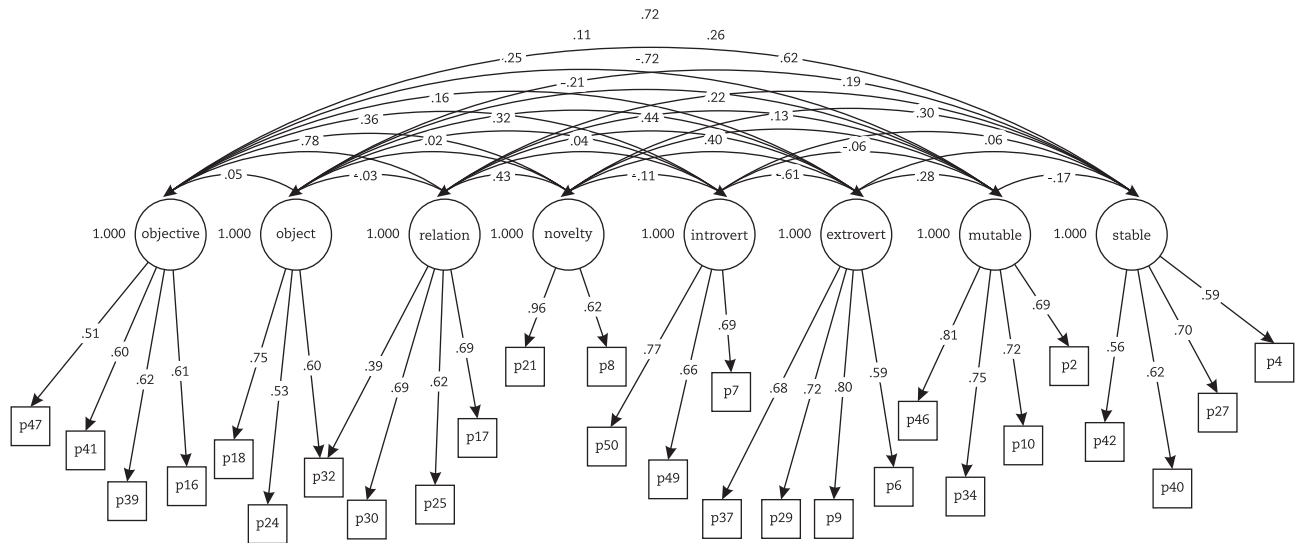 .72
.11 .26
.25 -.72 .62
-.21 .19
.16 .22
.36 .32 .44 .13 .30
.78 .02 .04 .40 -.06 .06
.05 -.03 .43 -.11 -.61 .28 -.17
1.000 objective 1.000 object 1.000 relation 1.000 novelty 1.000 introvert 1.000 extrovert 1.000 mutable 1.000 stable
.51 .60 .62 .61 .75 .53 .60 .39 .69 .62 .69 .96 .62 .77 .66 .69 .68 .72 .80 .59 .81 .75 .72 .69 .56 .62 .70 .59
p47 p41 p39 p16 p18 p24 p32 p30 p25 p17 p21 p8 p50 p49 p7 p37 p29 p9 p6 p46 p34 p10 p2 p42 p40 p27 p4